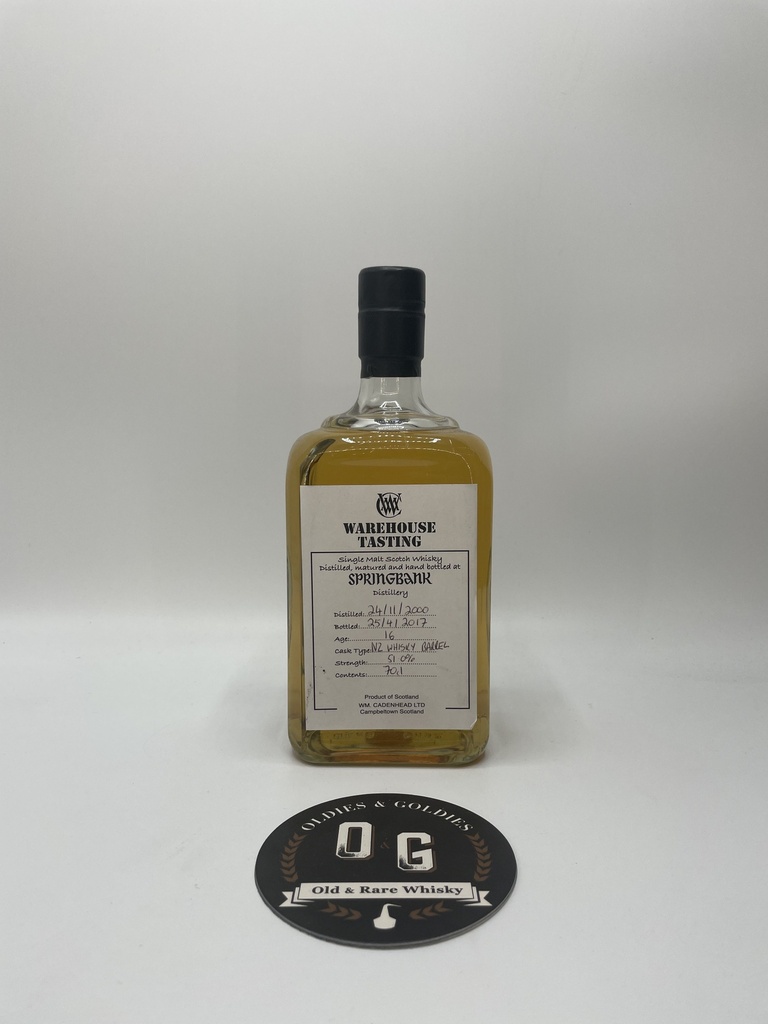 WAREHOUSE
TASTING
Single Malt Scotch Whisky
Distilled, matured and hand bottled at
SPRINGBANK
Distillery
Distilled: 24/11/2000
Bottled: 25/4/2017
Age: 16
Cask Type: NZ WHISKY BARREL
Strength: 51.0%
Contents: 70cl
Product of Scotland
WM. CADENHEAD LTD
Campbeltown Scotland
OLDIES & GOLDIES
O & G
Old & Rare Whisky